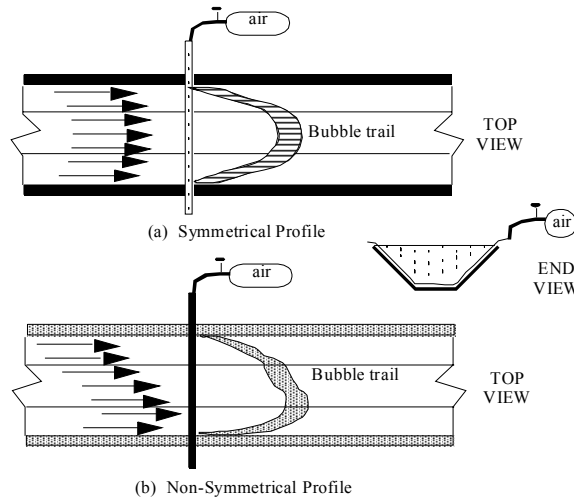 air
Bubble trail
TOP
VIEW
(a) Symmetrical Profile
air
END
VIEW
air
Bubble trail
TOP
VIEW
(b) Non-Symmetrical Profile